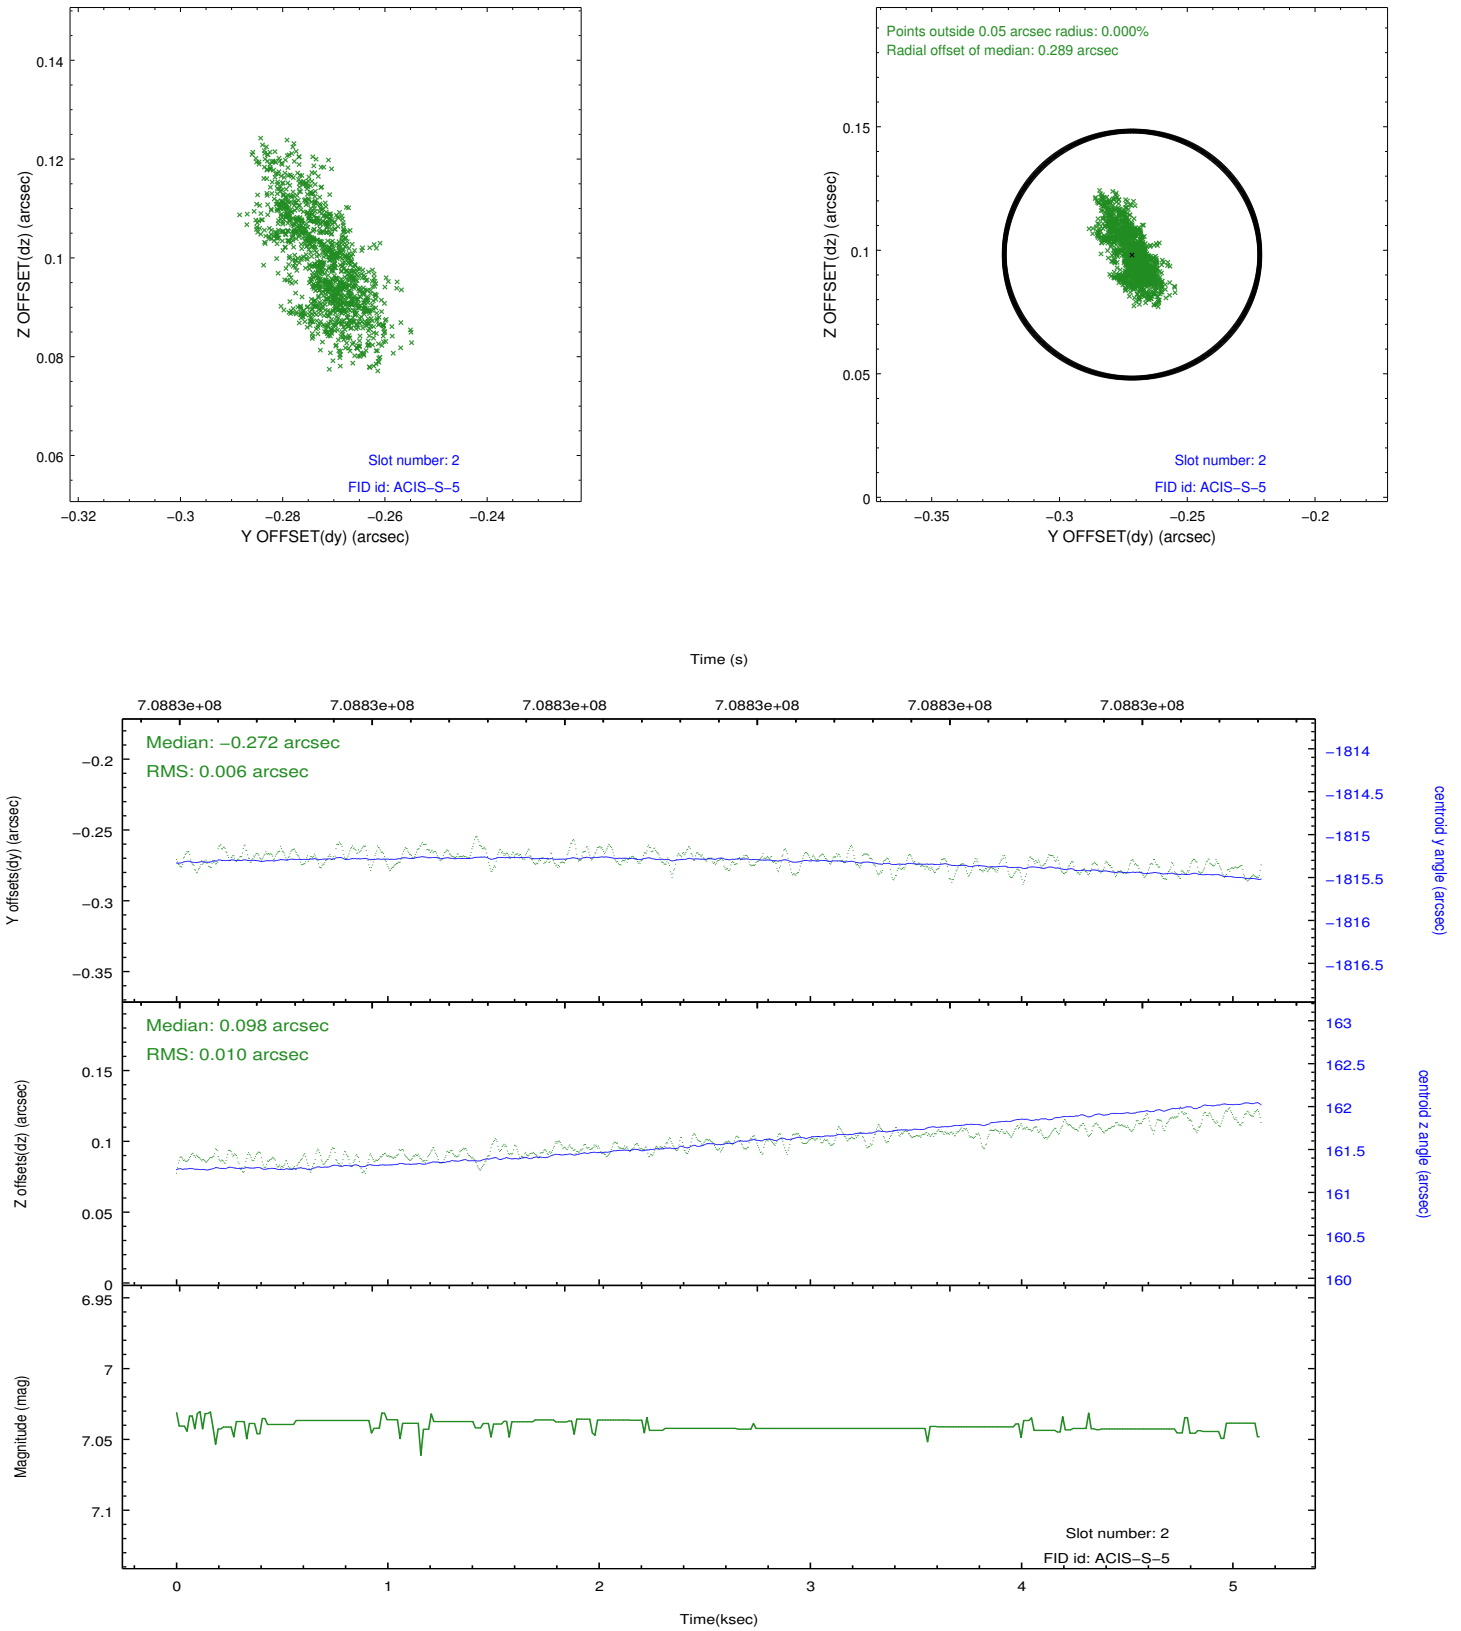 0.14
0.12
0.1
0.08
0.06
Z OFFSET(dz) (arcsec)
Slot number: 2
FID id: ACIS−S−5
−0.32 −0.3 −0.28 −0.26 −0.24
Y OFFSET(dy) (arcsec)
Points outside 0.05 arcsec radius: 0.000%
Radial offset of median: 0.289 arcsec
0.15
0.1
0.05
0
Z OFFSET(dz) (arcsec)
Slot number: 2
FID id: ACIS−S−5
−0.35 −0.3 −0.25 −0.2
Y OFFSET(dy) (arcsec)
Time (s)
7.0883e+08 7.0883e+08 7.0883e+08 7.0883e+08 7.0883e+08 7.0883e+08
Median: −0.272 arcsec
RMS: 0.006 arcsec
−0.2
−0.25
−0.3
−0.35
Y offsets(dy) (arcsec)
−1814
−1814.5
−1815
−1815.5
−1816
−1816.5
centroid y angle (arcsec)
Median: 0.098 arcsec
RMS: 0.010 arcsec
0.15
0.1
0.05
0
Z offsets(dz) (arcsec)
163
162.5
162
161.5
161
160.5
160
centroid z angle (arcsec)
6.95
7
7.05
7.1
Magnitude (mag)
Slot number: 2
FID id: ACIS−S−5
0 1 2 3 4 5
Time(ksec)